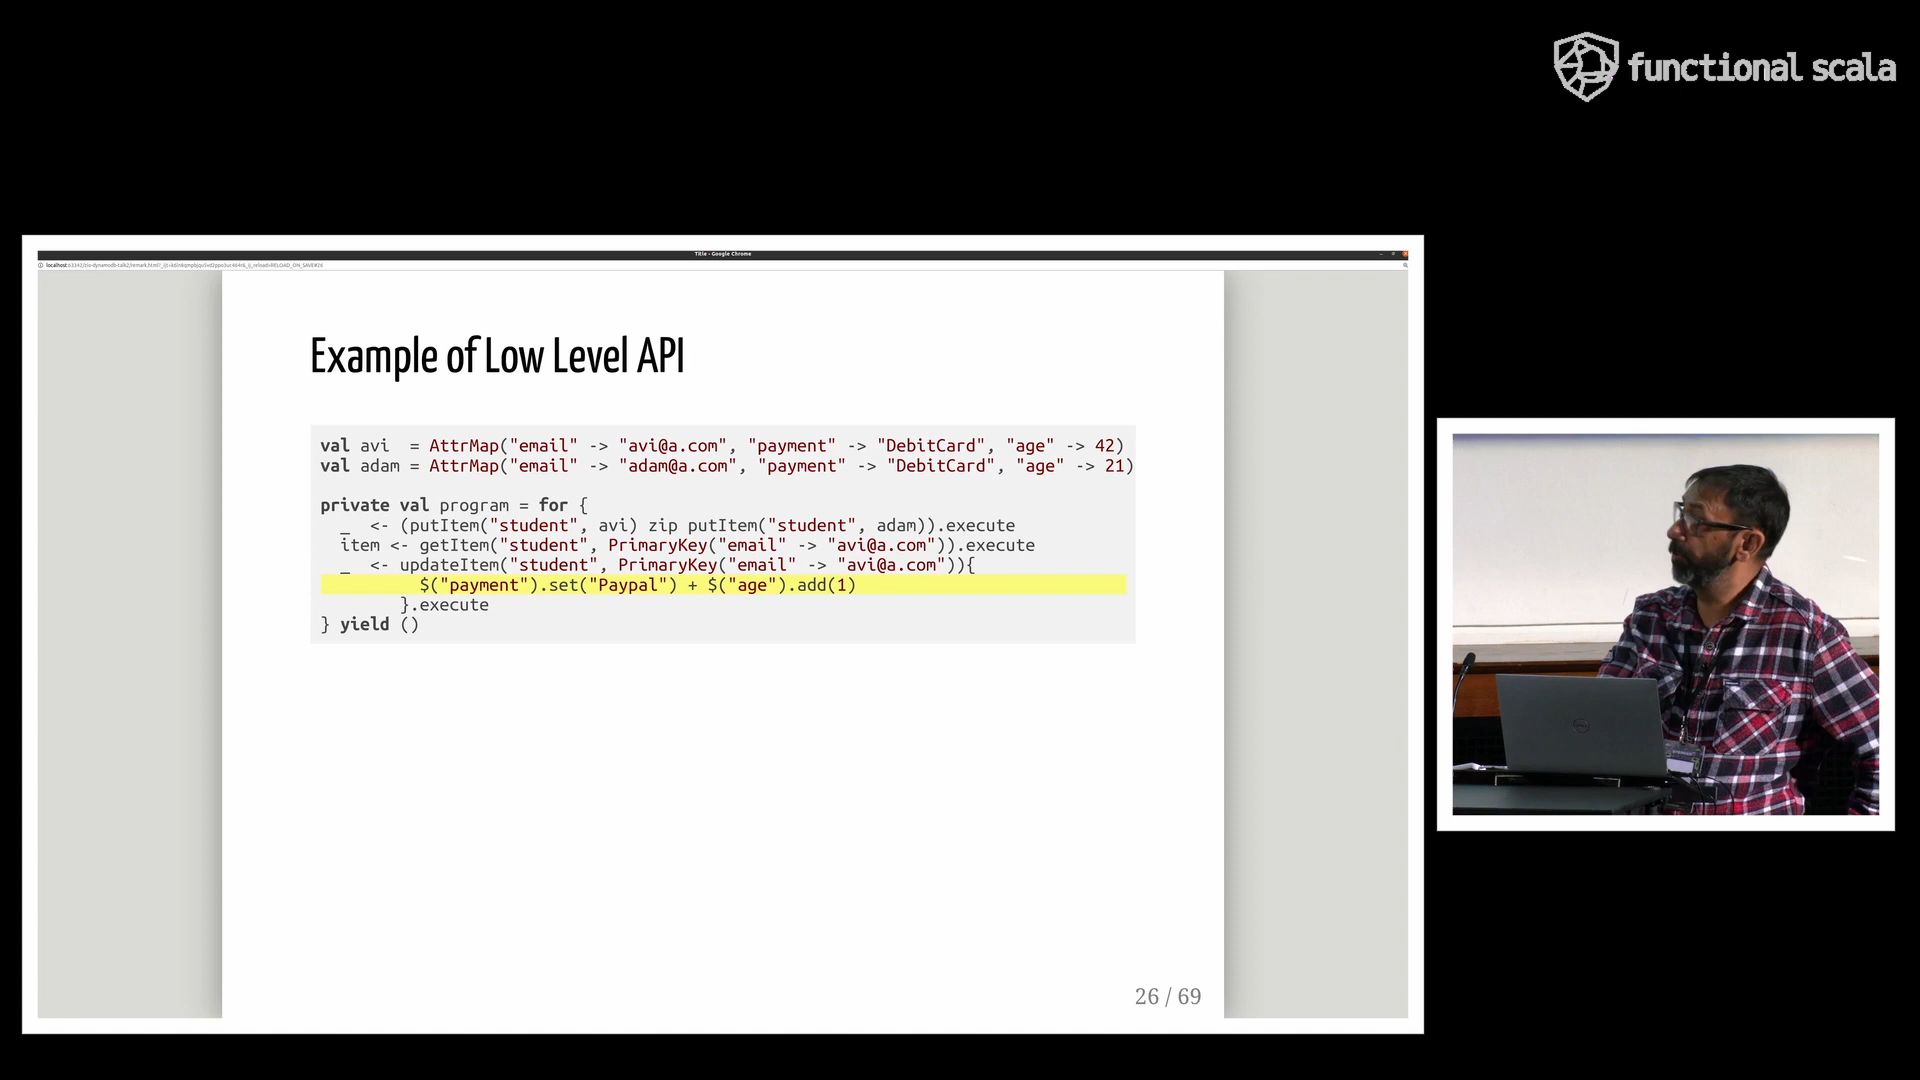 functional scala
Title - Google Chrome
Example of Low Level API
val avi  = AttrMap("email" -> "avi@a.com", "payment" -> "DebitCard", "age" -> 42)
val adam = AttrMap("email" -> "adam@a.com", "payment" -> "DebitCard", "age" -> 21)
private val program = for {
  _  <- (putItem("student", avi) zip putItem("student", adam)).execute
  item <- getItem("student", PrimaryKey("email" -> "avi@a.com")).execute
  _  <- updateItem("student", PrimaryKey("email" -> "avi@a.com")){
          $("payment").set("Paypal") + $("age").add(1)
        }.execute
} yield ()
26 / 69